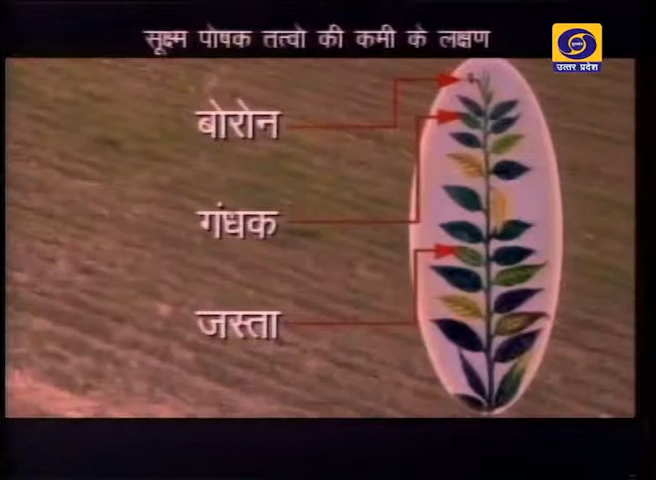 सूक्ष्म पोषक तत्वो की कमी के लक्षण
उत्तर प्रदेश
बोरोन
गंधक
जस्ता